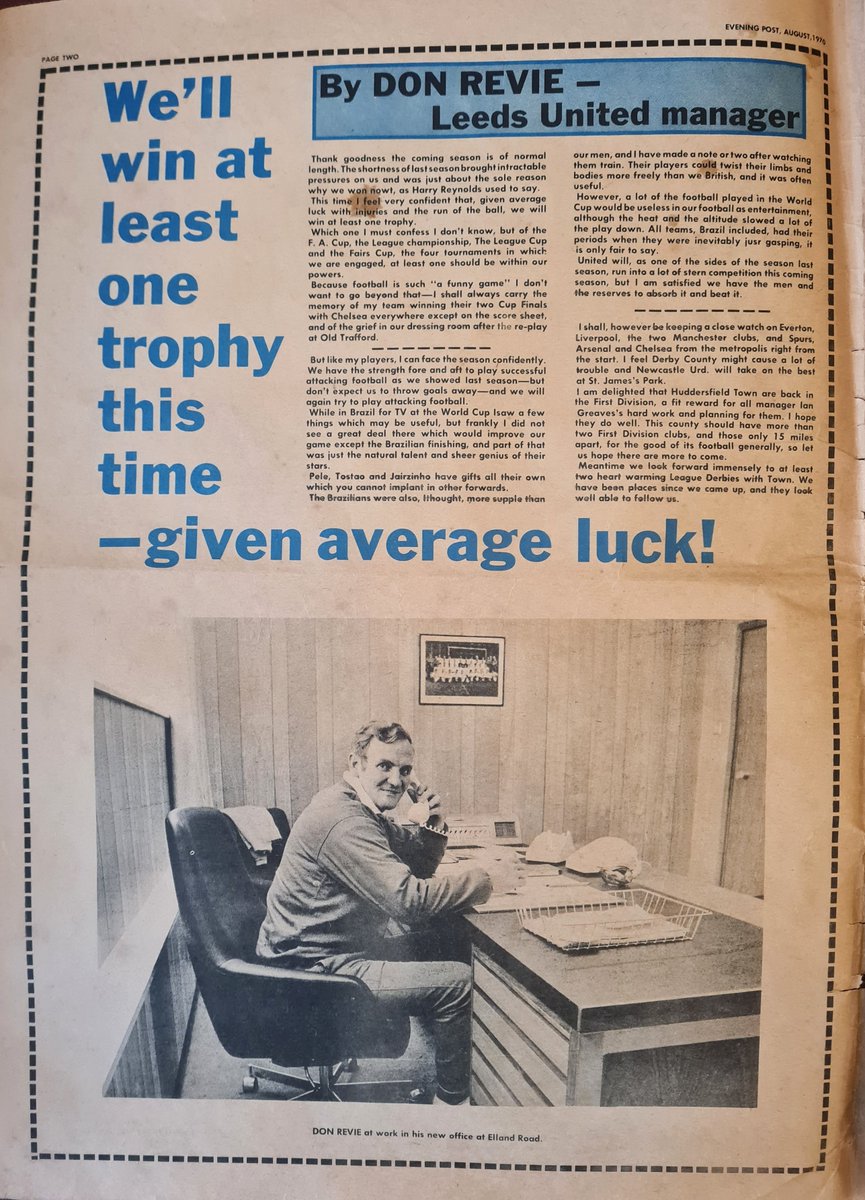 PAGE TWO
EVENING POST, AUGUST, 1970
We'll
win at
least
one
trophy
this
time
—given average luck!
By DON REVIE —
Leeds United manager
Thank goodness the coming season is of normal
length. The shortness of last season brought intractable
pressures on us and was just about the sole reason
why we won nowt, as Harry Reynolds used to say.
This time I feel very confident that, given average
luck with injuries and the run of the ball, we will
win at least one trophy.
Which one I must confess I don't know, but of the
F. A. Cup, the League championship, The League Cup
and the Fairs Cup, the four tournaments in which
we are engaged, at least one should be within our
powers.
Because football is such "a funny game" I don't
want to go beyond that—I shall always carry the
memory of my team winning their two Cup Finals
with Chelsea everywhere except on the score sheet,
and of the grief in our dressing room after the re-play
at Old Trafford.
But like my players, I can face the season confidently.
We have the strength fore and aft to play successful
attacking football as we showed last season—but
don't expect us to throw goals away—and we will
again try to play attacking football.
While in Brazil for TV at the World Cup Isaw a few
things which may be useful, but frankly I did not
see a great deal there which would improve our
game except the Brazilian finishing, and part of that
was just the natural talent and sheer genius of their
stars.
Pele, Tostao and Jairzinho have gifts all their own
which you cannot implant in other forwards.
The Brazilians were also, Ithought, more supple than
our men, and I have made a note or two after watching
them train. Their players could twist their limbs and
bodies more freely than we British, and it was often
useful.
However, a lot of the football played in the World
Cup would be useless in our football as entertainment,
although the heat and the altitude slowed a lot of
the play down. All teams, Brazil included, had their
periods when they were inevitably jusr gasping, it
is only fair to say.
United will, as one of the sides of the season last
season, run into a lot of stern competition this coming
season, but I am satisfied we have the men and
the reserves to absorb it and beat it.
I shall, however be keeping a close watch on Everton,
Liverpool, the two Manchester clubs, and Spurs,
Arsenal and Chelsea from the metropolis right from
the start. I feel Derby County might cause a lot of
trouble and Newcastle Urd. will take on the best
at St. James's Park.
I am delighted that Huddersfield Town are back in
the First Division, a fit reward for all manager Ian
Greaves's hard work and planning for them. I hope
they do well. This county should have more than
two First Division clubs, and those only 15 miles
apart, for the good of its football generally, so let
us hope there are more to come.
Meantime we look forward immensely to at least
two heart warming League Derbies with Town. We
have been places since we came up, and they look
well able to follow us.
DON REVIE at work in his new office at Elland Road.